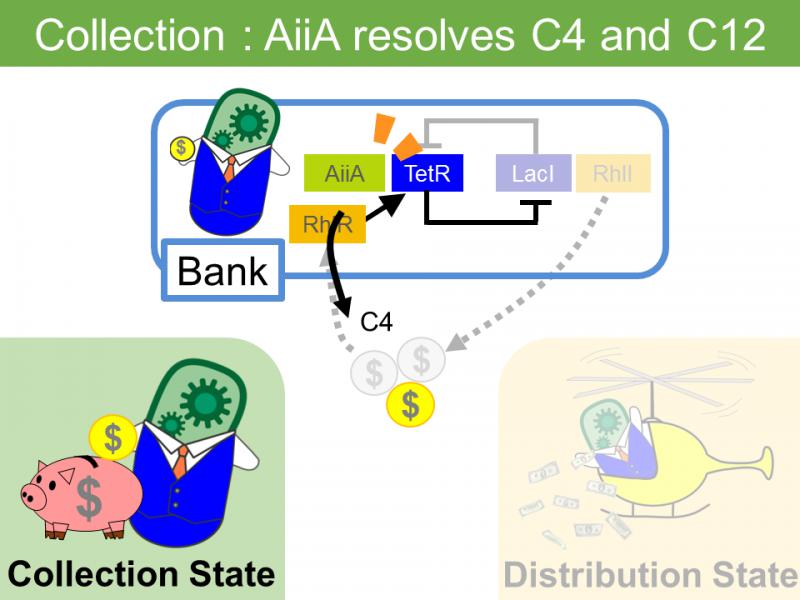 Collection : AiiA resolves C4 and C12
$
AiiA
TetR
LacI
RhlI
RhlR
Bank
C4
$
$
$
$
$
Collection State
Distribution State